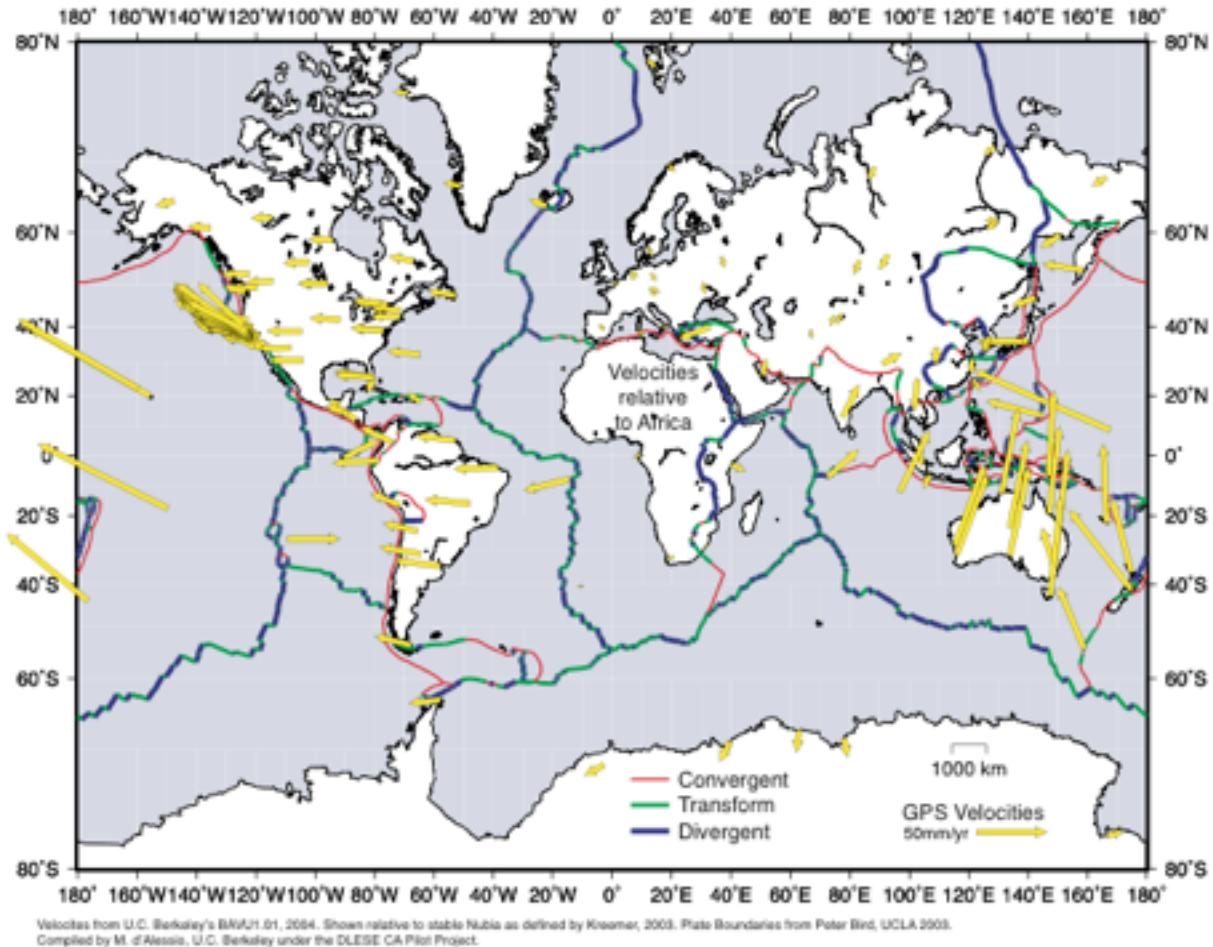 180˚ 160˚W 140˚W 120˚W 100˚W 80˚W 60˚W 40˚W 20˚W 0˚ 20˚E 40˚E 60˚E 80˚E 100˚E 120˚E 140˚E 160˚E 180˚
80˚N 80˚N
60˚N 60˚N
40˚N 40˚N
Velocities
relative
to Africa
20˚N 20˚N
0˚ 0˚
20˚S 20˚S
40˚S 40˚S
60˚S 60˚S
1000 km
Convergent
Transform
Divergent
GPS Velocities
50mm/yr
80˚S 80˚S
180˚ 160˚W 140˚W 120˚W 100˚W 80˚W 60˚W 40˚W 20˚W 0˚ 20˚E 40˚E 60˚E 80˚E 100˚E 120˚E 140˚E 160˚E 180˚
Velocites from U.C. Berkeley's BAVU1.01, 2004. Shown relative to stable Nubia as defined by Kreemer, 2003. Plate Boundaries from Peter Bird, UCLA 2003.
Compiled by M. d'Alessio, U.C. Berkeley under the DLESE CA Pilot Project.